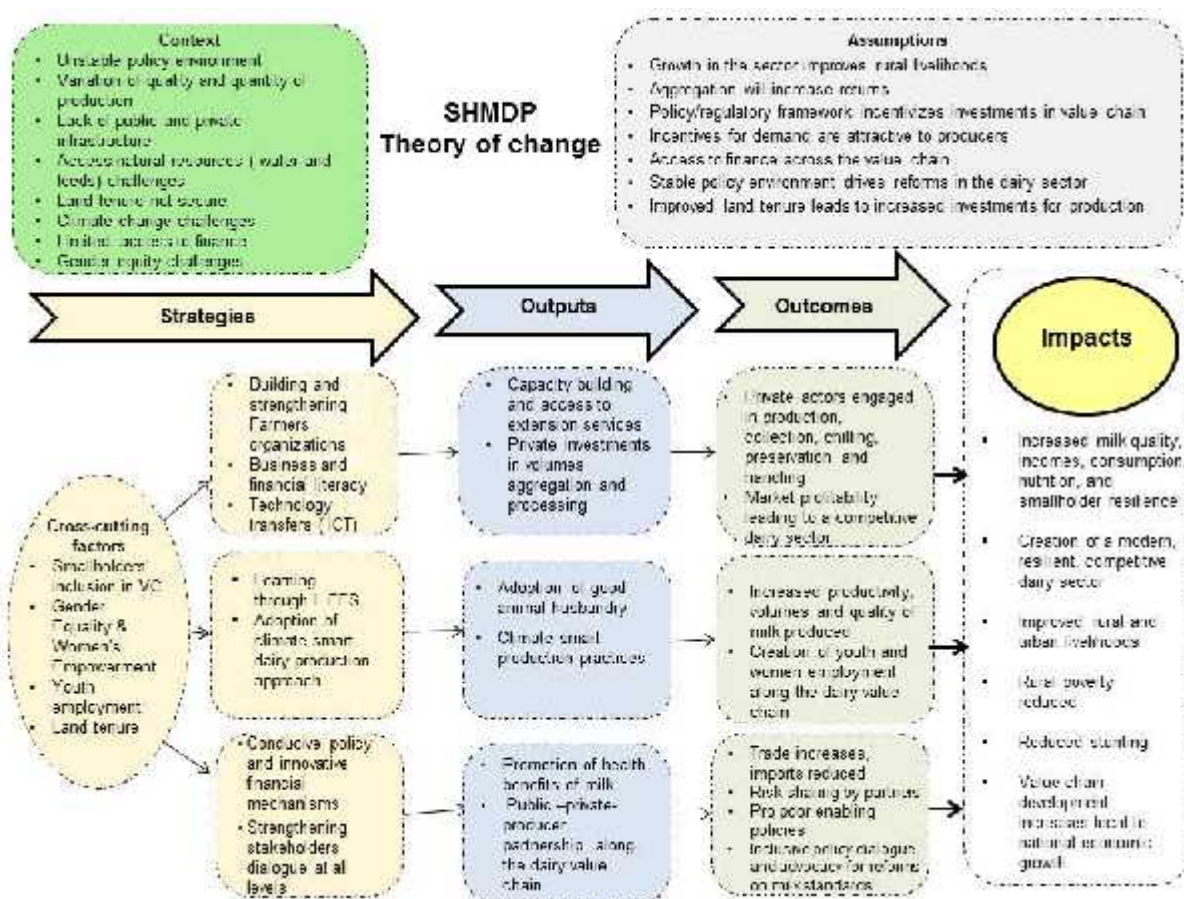 Context
• Unstable policy environment
• Variation of quality and quantity of
production
• Lack of public and private
infrastructure
• Access natural resources ( water and
feeds) challenges
• Land tenure not secure
• Climate change challenges
• Limited access to finance
• Gender equity challenges
SHMDP
Theory of change
Assumptions
• Growth in the sector improves rural livelihoods
• Aggregation will increase returns
• Policy/regulatory framework incentivizes investments in value chain
• Incentives for demand are attractive to producers
• Access to finance across the value chain
• Stable policy environment drives reforms in the dairy sector
• Improved land tenure leads to increased investments for production
Strategies
Outputs
Outcomes
Impacts
Cross-cutting
factors
• Smallholders
inclusion in VC
• Gender
Equality &
Women's
Empowerment
• Youth
employment
• Land tenure
• Building and
strengthening
Farmers
organizations
• Business and
financial literacy
• Technology
transfers (ICT)
• Learning
through
• Adoption of
climate smart
dairy production
approach
• Conducive policy
and innovative
financial
mechanisms
• Strengthening
stakeholders
dialogue at all
levels
• Capacity building
and access to
extension services
• Private investments
in volumes
aggregation and
processing
• Adoption of good
animal husbandry
• Climate smart
production practices
• Promotion of health
benefits of milk
• Public –private-
producer
partnership along
the dairy value
chain
• Private actors engaged
in production,
collection, chilling,
preservation and
handling
• Market profitability
leading to a competitive
dairy sector
• Increased productivity,
volumes and quality of
milk produced
• Creation of youth and
women employment
along the dairy value
chain
• Trade increases,
imports reduced
• Risk sharing by partners
• Pro poor enabling
policies
• Inclusive policy dialogue
and advocacy for reforms
on milk standards
• Increased milk quality,
incomes, consumption
nutrition, and
smallholder resilience
• Creation of a modern,
resilient, competitive
dairy sector
• Improved rural and
urban livelihoods
• Rural poverty
reduced
• Reduced stunting
• Value chain
development
increases local to
national economic
growth